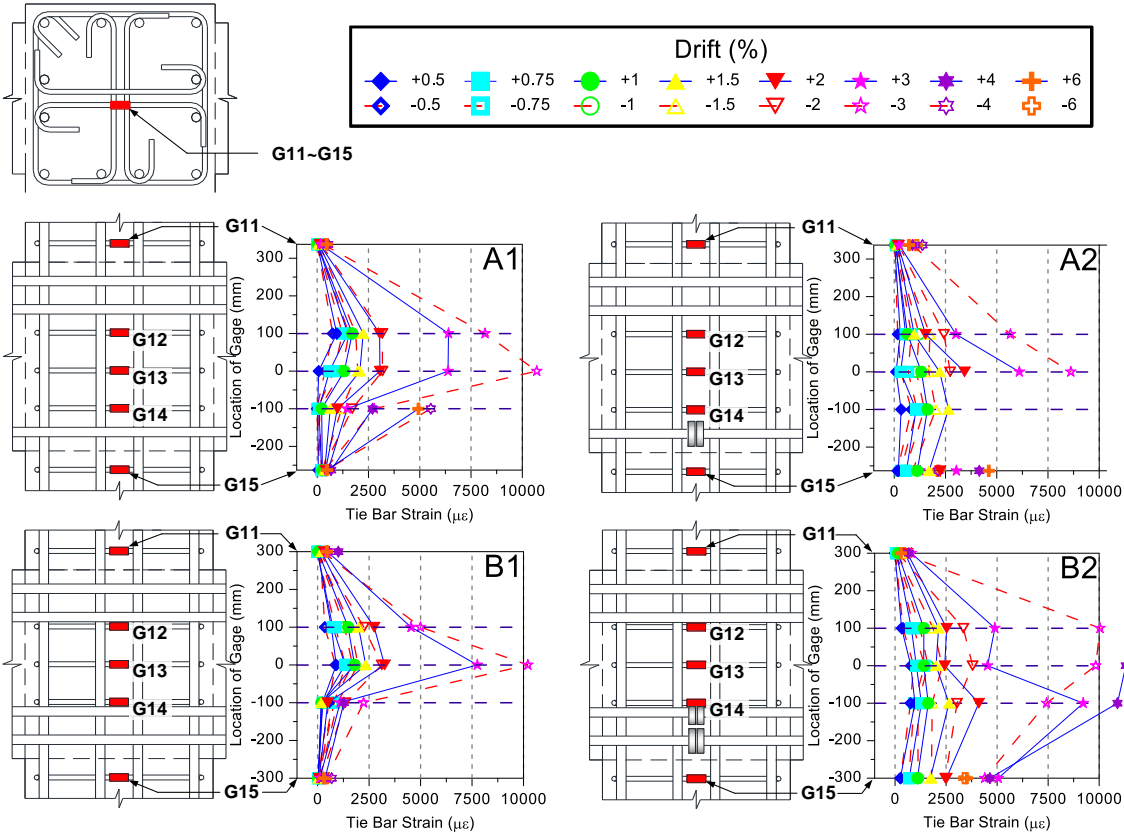 Drift (%)
+0.5 +0.75 +1 +1.5 +2 +3 +4 +6
-0.5 -0.75 -1 -1.5 -2 -3 -4 -6
G11~G15
G11
G12
G13
G14
G15
A1
Location of Gage (mm)
300
200
100
0
-100
-200
0 2500 5000 7500 10000
Tie Bar Strain (με)
G11
G12
G13
G14
G15
A2
Location of Gage (mm)
300
200
100
0
-100
-200
0 2500 5000 7500 10000
Tie Bar Strain (με)
G11
G12
G13
G14
G15
B1
Location of Gage (mm)
300
200
100
0
-100
-200
-300
0 2500 5000 7500 10000
Tie Bar Strain (με)
G11
G12
G13
G14
G15
B2
Location of Gage (mm)
300
200
100
0
-100
-200
-300
0 2500 5000 7500 10000
Tie Bar Strain (με)